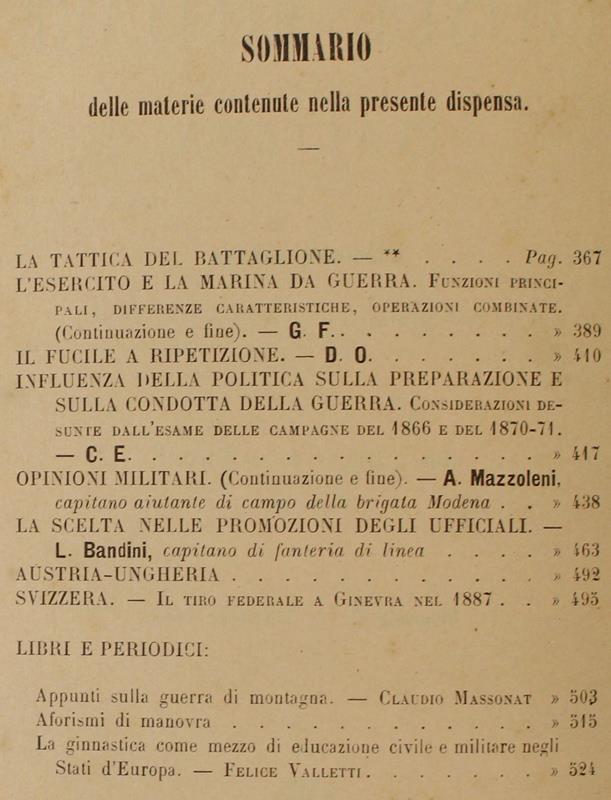 SOMMARIO
delle materie contenute nella presente dispensa.
LA TATTICA DEL BATTAGLIONE. — ** . . . . Pag. 367
L'ESERCITO E LA MARINA DA GUERRA. FUNZIONI PRINCI-
PALI, DIFFERENZE CARATTERISTICHE, OPERAZIONI COMBINATE.
(Continuazione e fine). — G. F. . . . . . . . . » 389
IL FUCILE A RIPETIZIONE. — D. O. . . . . . . . » 410
INFLUENZA DELLA POLITICA SULLA PREPARAZIONE E
SULLA CONDOTTA DELLA GUERRA. CONSIDERAZIONI DE-
SUNTE DALL'ESAME DELLE CAMPAGNE DEL 1866 E DEL 1870-71.
— C. E. . . . . . . . . . . . . . . » 417
OPINIONI MILITARI. (Continuazione e fine). — A. Mazzoleni,
capitano aiutante di campo della brigata Modena . . » 438
LA SCELTA NELLE PROMOZIONI DEGLI UFFICIALI. —
L. Bandini, capitano di fanteria di linea . . . . » 463
AUSTRIA-UNGHERIA . . . . . . . . . . . » 492
SVIZZERA. — IL TIRO FEDERALE A GINEVRA NEL 1887 . . » 495
LIBRI E PERIODICI:
Appunti sulla guerra di montagna. — CLAUDIO MASSONAT » 503
Aforismi di manovra . . . . . . . . . . . » 515
La ginnastica come mezzo di educazione civile e militare negli
Stati d'Europa. — FELICE VALLETTI . . . . . . . » 524